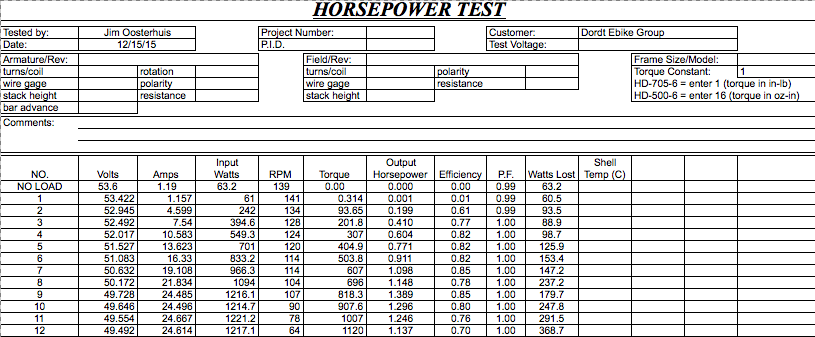 HORSEPOWER TEST
Tested by: Jim Oosterhuis Project Number: Customer: Dordt Ebike Group
Date: 12/15/15 P.I.D. Test Voltage:
Armature/Rev: Field/Rev: Frame Size/Model:
turns/coil rotation turns/coil polarity Torque Constant: 1
wire gage polarity wire gage resistance HD-705-6 = enter 1 (torque in in-lb)
stack height resistance stack height HD-500-6 = enter 16 (torque in oz-in)
bar advance
Comments:
Input Output Shell
NO. Volts Amps Watts RPM Torque Horsepower Efficiency P.F. Watts Lost Temp (C)
NO LOAD 53.6 1.19 63.2 139 0.00 0.000 0.00 0.99 63.2
1 53.422 1.157 61 141 0.314 0.001 0.01 0.99 60.5
2 52.945 4.599 242 134 93.65 0.199 0.61 0.99 93.5
3 52.492 7.54 394.6 128 201.8 0.410 0.77 1.00 88.9
4 52.017 10.583 549.3 124 307 0.604 0.82 1.00 98.7
5 51.527 13.623 701 120 404.9 0.771 0.82 1.00 125.9
6 51.083 16.33 833.2 114 503.8 0.911 0.82 1.00 153.4
7 50.632 19.108 966.3 114 607 1.098 0.85 1.00 147.2
8 50.172 21.834 1094 104 696 1.148 0.78 1.00 237.2
9 49.728 24.485 1216.1 107 818.3 1.389 0.85 1.00 179.7
10 49.646 24.496 1214.7 90 907.6 1.296 0.80 1.00 247.8
11 49.554 24.667 1221.2 78 1007 1.246 0.76 1.00 291.5
12 49.492 24.614 1217.1 64 1120 1.137 0.70 1.00 368.7